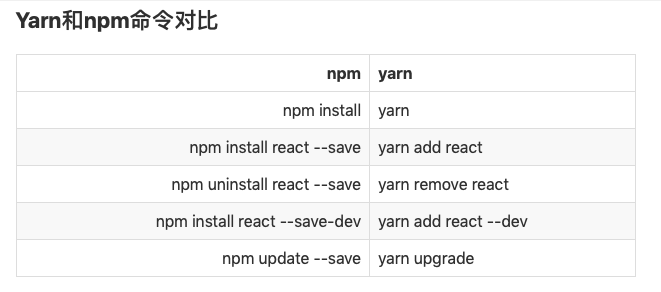 Yarn和npm命令对比
npm yarn
npm install yarn
npm install react --save yarn add react
npm uninstall react --save yarn remove react
npm install react --save-dev yarn add react --dev
npm update --save yarn upgrade